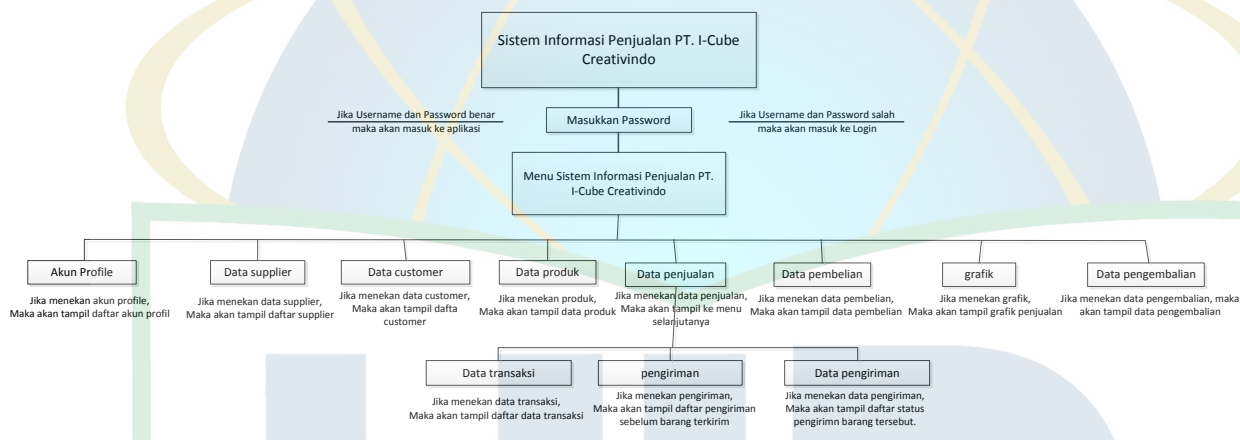 Sistem Informasi Penjualan PT. I-Cube
Creativindo
Jika Username dan Password benar
maka akan masuk ke aplikasi
Masukkan Password
Jika Username dan Password salah
maka akan masuk ke Login
Menu Sistem Informasi Penjualan PT.
I-Cube Creativindo
Akun Profile
Jika menekan akun profile,
Maka akan tampil daftar akun profil
Data supplier
Jika menekan data supplier,
Maka akan tampil daftar supplier
Data customer
Jika menekan data customer,
Maka akan tampil dafta
customer
Data produk
Jika menekan produk,
Maka akan tampil data produk
Data penjualan
Jika menekan data penjualan,
Maka akan tampil ke menu
selanjutanya
Data pembelian
Jika menekan data pembelian,
Maka akan tampil data pembelian
grafik
Jika menekan grafik,
Maka akan tampil grafik penjualan
Data pengembalian
Jika menekan data pengembalian, maka
akan tampil data pengembalian
Data transaksi
Jika menekan data transaksi,
Maka akan tampil daftar data transaksi
pengiriman
Jika menekan pengiriman,
Maka akan tampil daftar pengiriman
sebelum barang terkirim
Data pengiriman
Jika menekan data pengiriman,
Maka akan tampil daftar status
pengirimn barang tersebut.